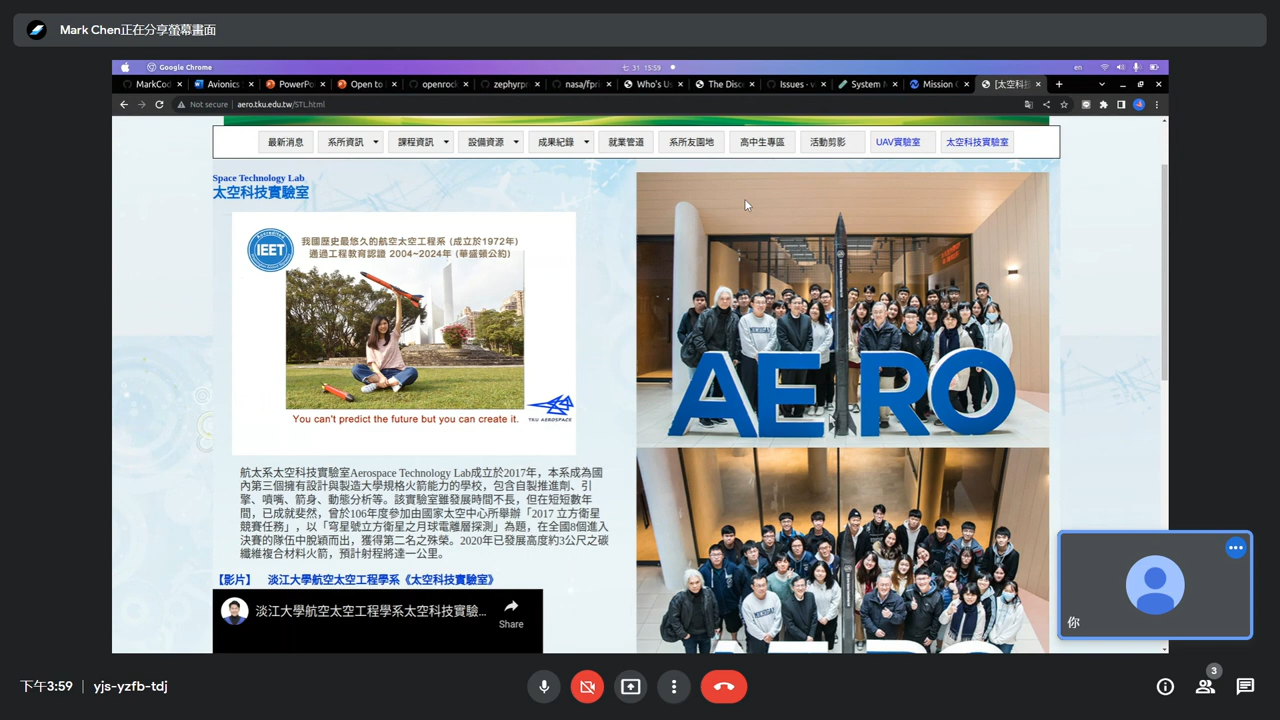 Mark Chen正在分享螢幕畫面
Google Chrome
七 31 15:59
en
MarkCod
Avionics
PowerPo
Open to
openrock
zephyrpr
nasa/fpri
Who's Us
The Disc
Issues · v
System M
Mission C
[太空科技
Not secure
aero.tku.edu.tw/STL.html
最新消息
系所資訊
課程資訊
設備資源
成果紀錄
就業管道
系所友園地
高中生專區
活動剪影
UAV實驗室
太空科技實驗室
Space Technology Lab
太空科技實驗室
IEET
我國歷史最悠久的航空太空工程系 (成立於1972年)
通過工程教育認證 2004~2024年 (華盛頓公約)
You can't predict the future but you can create it.
TKU AEROSPACE
航太系太空科技實驗室Aerospace Technology Lab成立於2017年，本系成為國
內第三個擁有設計與製造大學規格火箭能力的學校，包含自製推進劑、引
擎、噴嘴、箭身、動態分析等。該實驗室雖發展時間不長，但在短短數年
間，已成就斐然，曾於106年度參加由國家太空中心所舉辦「2017 立方衛星
競賽任務」，以「穹星號立方衛星之月球電離層探測」為題，在全國8個進入
決賽的隊伍中脫穎而出，獲得第二名之殊榮。2020年已發展高度約3公尺之碳
纖維複合材料火箭，預計射程將達一公里。
【影片】 淡江大學航空太空工程學系《太空科技實驗室》
淡江大學航空太空工程學系太空科技實驗...
Share
AERO
MICHIGAN
你
下午3:59
yjs-yzfb-tdj
3